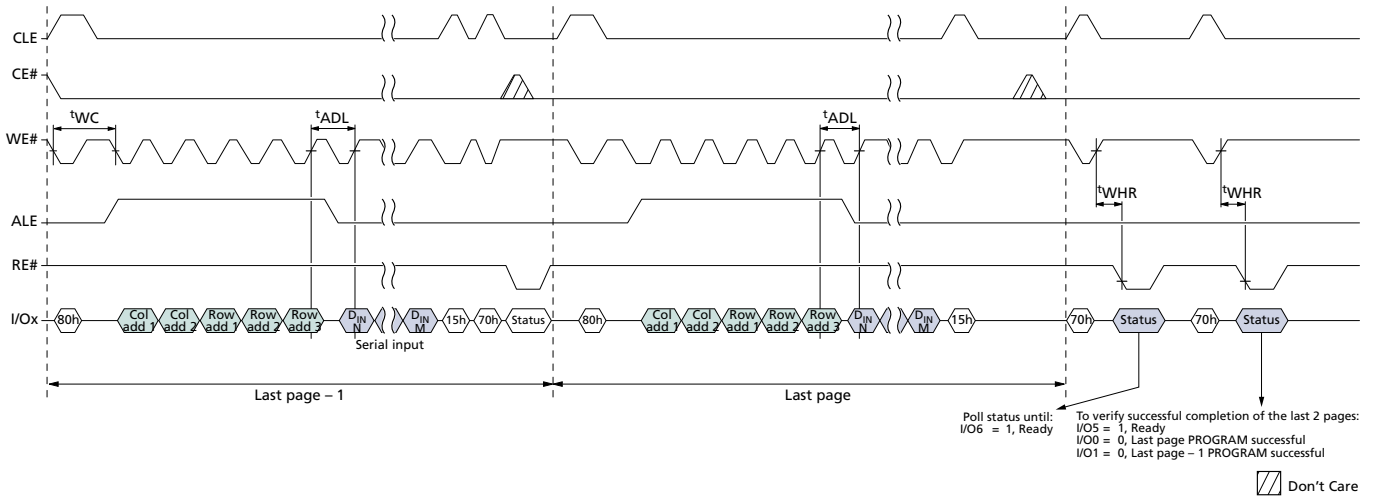 CLE
CE#
tWC
tADL
tADL
WE#
tWHR
tWHR
ALE
RE#
I/Ox
80h
Col add 1
Col add 2
Row add 1
Row add 2
Row add 3
DIN N
DIN M
15h
70h
Status
80h
Col add 1
Col add 2
Row add 1
Row add 2
Row add 3
DIN N
DIN M
15h
70h
Status
70h
Status
Serial input
Last page – 1
Last page
Poll status until:
I/O6 = 1, Ready
To verify successful completion of the last 2 pages:
I/O5 = 1, Ready
I/O0 = 0, Last page PROGRAM successful
I/O1 = 0, Last page – 1 PROGRAM successful
Don't Care